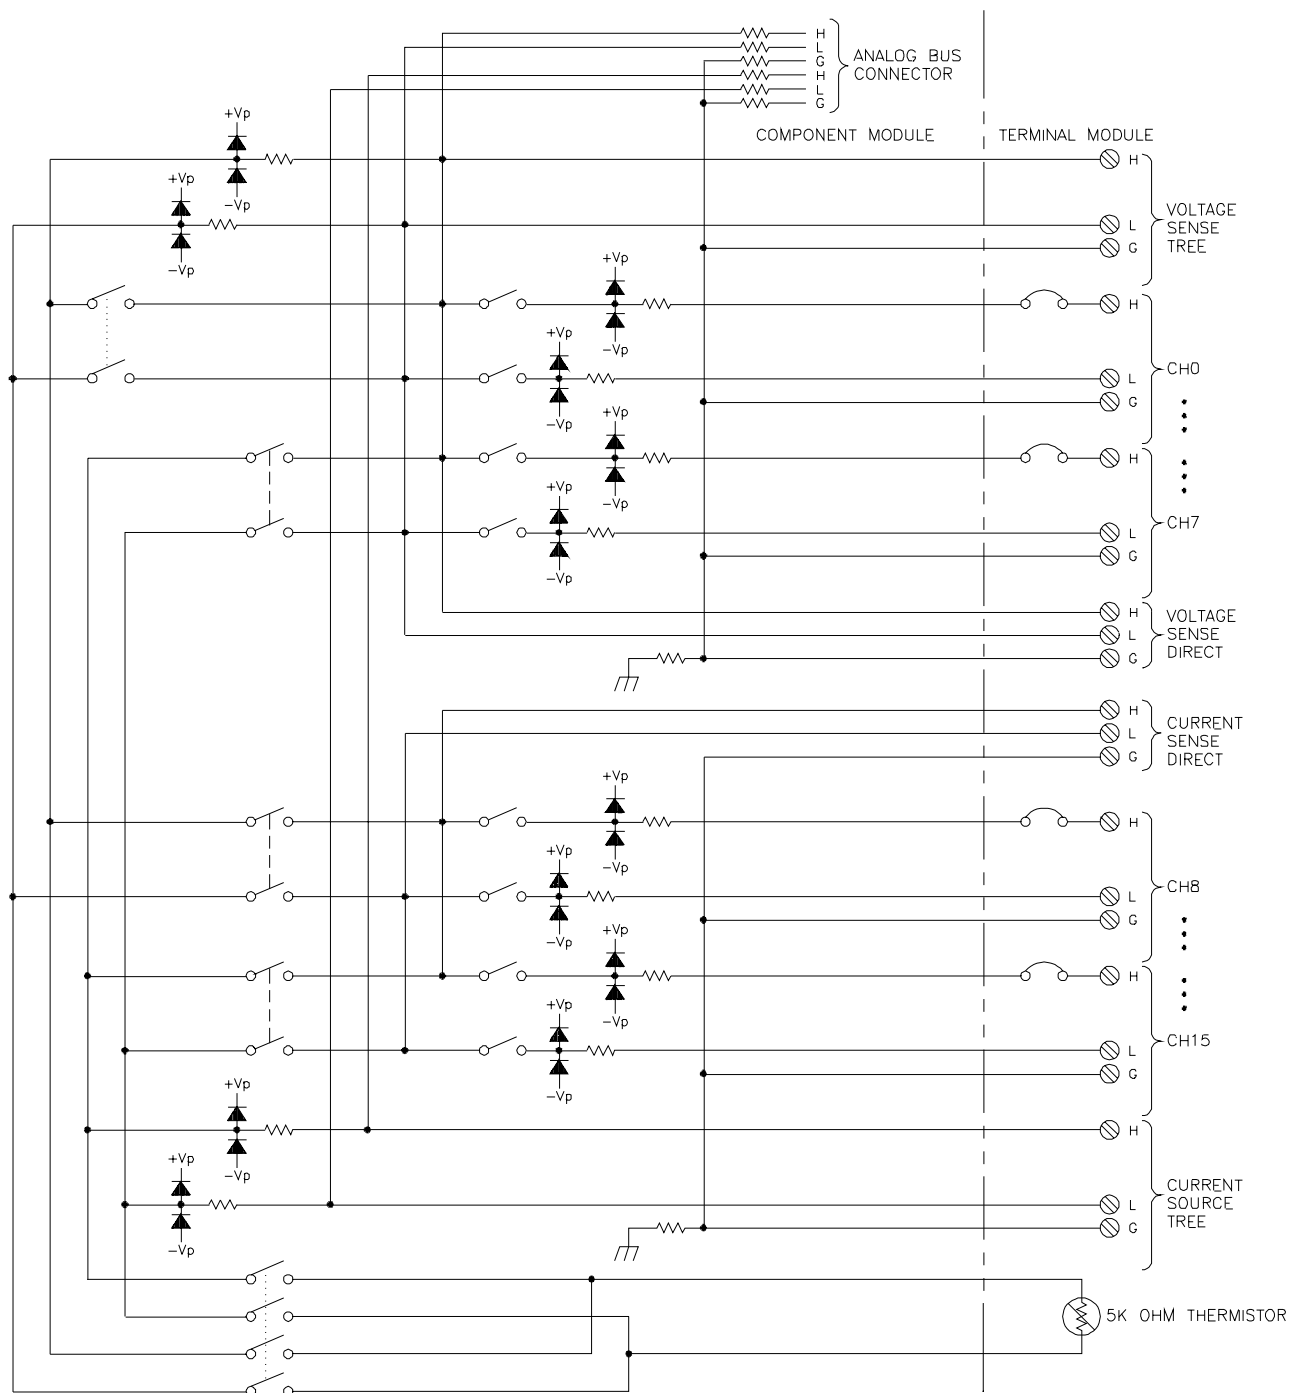 H
L
G
H
L
G
ANALOG BUS
CONNECTOR
COMPONENT MODULE
TERMINAL MODULE
+Vp
-Vp
H
+Vp
-Vp
L
G
VOLTAGE
SENSE
TREE
+Vp
-Vp
H
+Vp
-Vp
L
G
CH0
+Vp
-Vp
H
+Vp
-Vp
L
G
CH7
H
L
G
VOLTAGE
SENSE
DIRECT
H
L
G
CURRENT
SENSE
DIRECT
+Vp
-Vp
H
+Vp
-Vp
L
G
CH8
+Vp
-Vp
H
+Vp
-Vp
L
G
CH15
+Vp
-Vp
H
+Vp
-Vp
L
G
CURRENT
SOURCE
TREE
5K OHM THERMISTOR